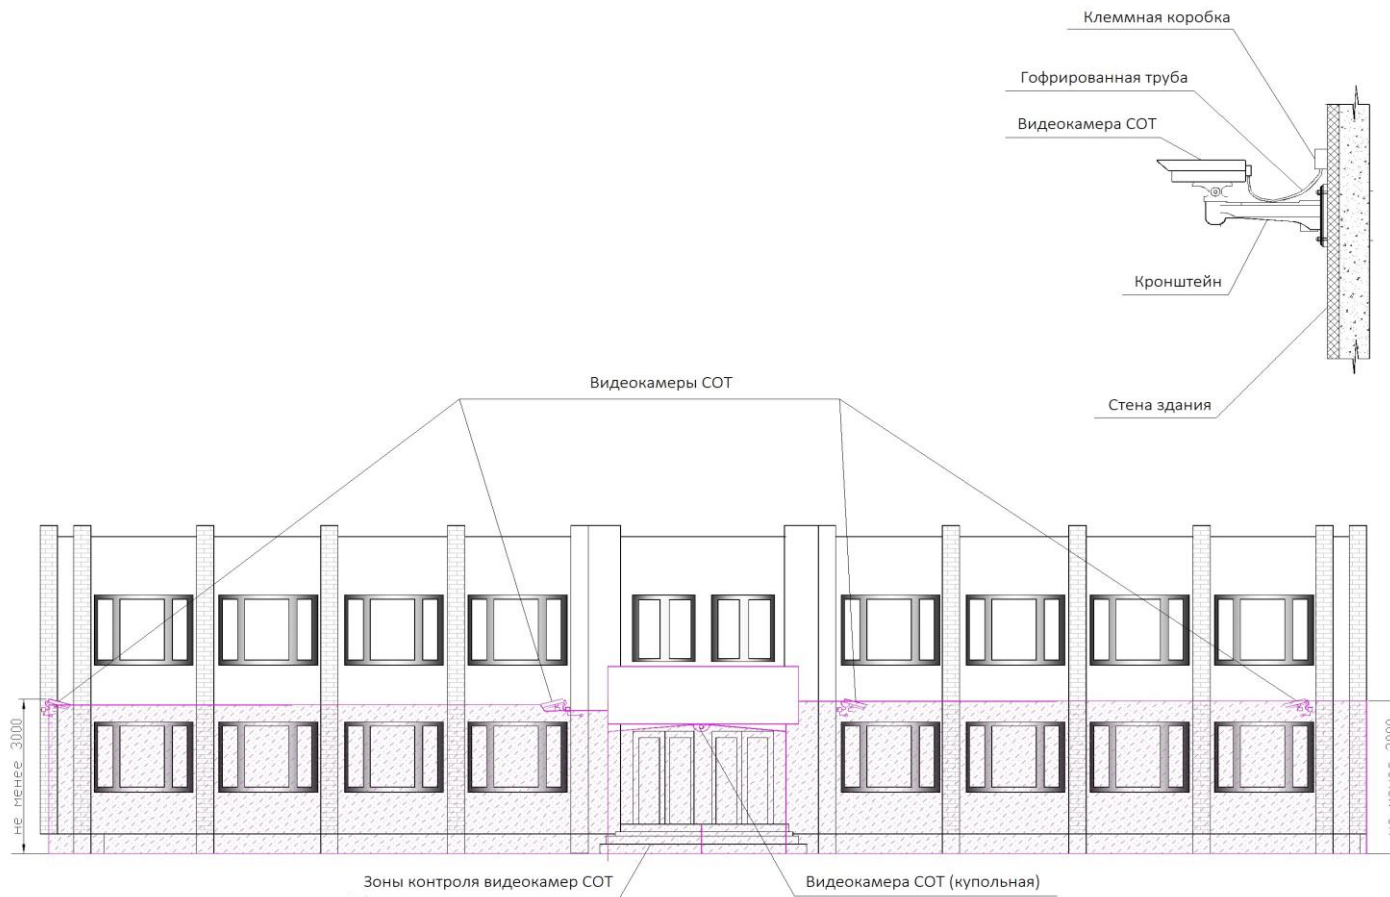 Клеммная коробка
Гофрированная труба
Видеокамера СОТ
Кронштейн
Стена здания
Видеокамеры СОТ
не менее 3000
Зоны контроля видеокамер СОТ
Видеокамера СОТ (купольная)